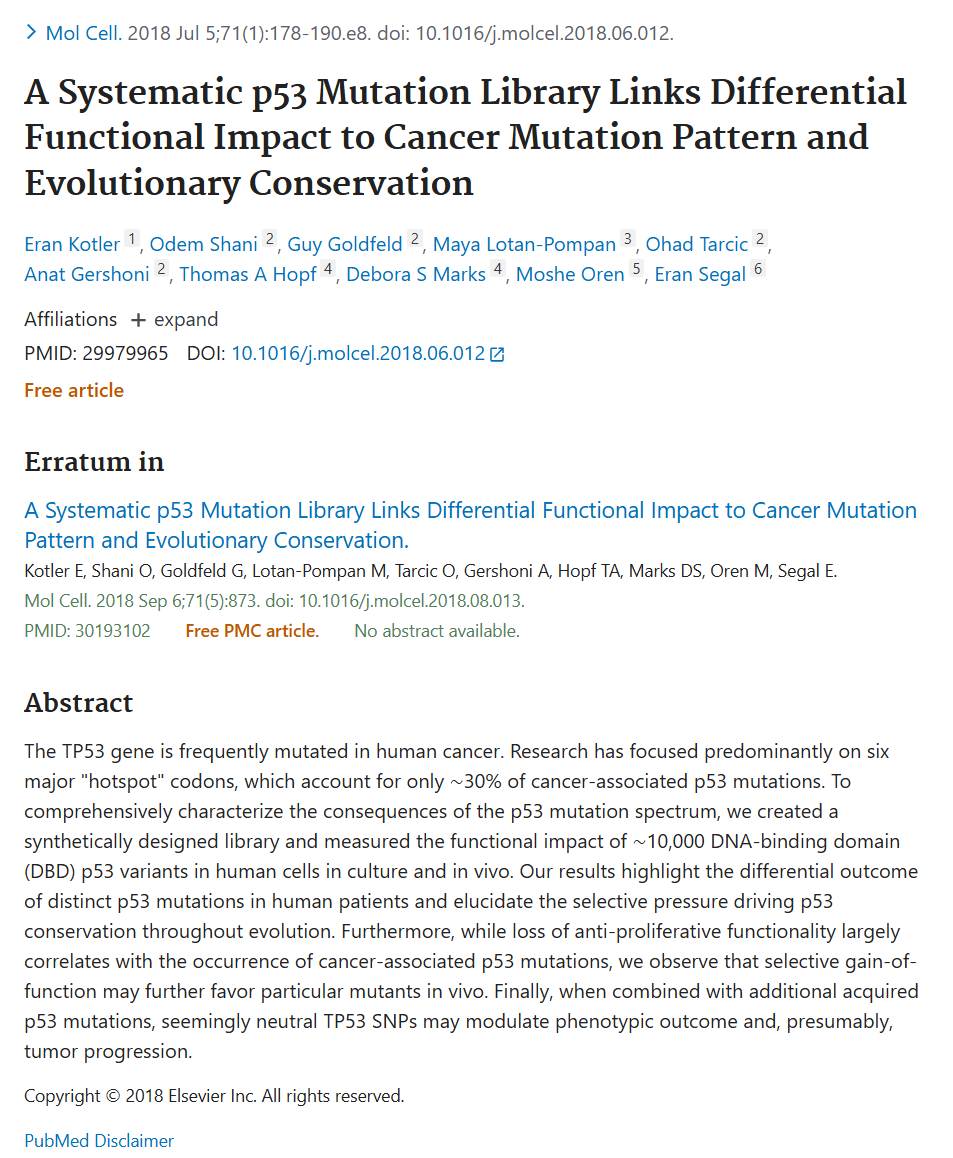 Mol Cell. 2018 Jul 5;71(1):178-190.e8. doi: 10.1016/j.molcel.2018.06.012.
A Systematic p53 Mutation Library Links Differential
Functional Impact to Cancer Mutation Pattern and
Evolutionary Conservation
Eran Kotler 1, Odem Shani 2, Guy Goldfeld 2, Maya Lotan-Pompan 3, Ohad Tarcic 2,
Anat Gershoni 2, Thomas A Hopf 4, Debora S Marks 4, Moshe Oren 5, Eran Segal 6
Affiliations + expand
PMID: 29979965 DOI: 10.1016/j.molcel.2018.06.012
Free article
Erratum in
A Systematic p53 Mutation Library Links Differential Functional Impact to Cancer Mutation
Pattern and Evolutionary Conservation.
Kotler E, Shani O, Goldfeld G, Lotan-Pompan M, Tarcic O, Gershoni A, Hopf TA, Marks DS, Oren M, Segal E.
Mol Cell. 2018 Sep 6;71(5):873. doi: 10.1016/j.molcel.2018.08.013.
PMID: 30193102 Free PMC article. No abstract available.
Abstract
The TP53 gene is frequently mutated in human cancer. Research has focused predominantly on six
major "hotspot" codons, which account for only ∼30% of cancer-associated p53 mutations. To
comprehensively characterize the consequences of the p53 mutation spectrum, we created a
synthetically designed library and measured the functional impact of ∼10,000 DNA-binding domain
(DBD) p53 variants in human cells in culture and in vivo. Our results highlight the differential outcome
of distinct p53 mutations in human patients and elucidate the selective pressure driving p53
conservation throughout evolution. Furthermore, while loss of anti-proliferative functionality largely
correlates with the occurrence of cancer-associated p53 mutations, we observe that selective gain-of-
function may further favor particular mutants in vivo. Finally, when combined with additional acquired
p53 mutations, seemingly neutral TP53 SNPs may modulate phenotypic outcome and, presumably,
tumor progression.
Copyright © 2018 Elsevier Inc. All rights reserved.
PubMed Disclaimer